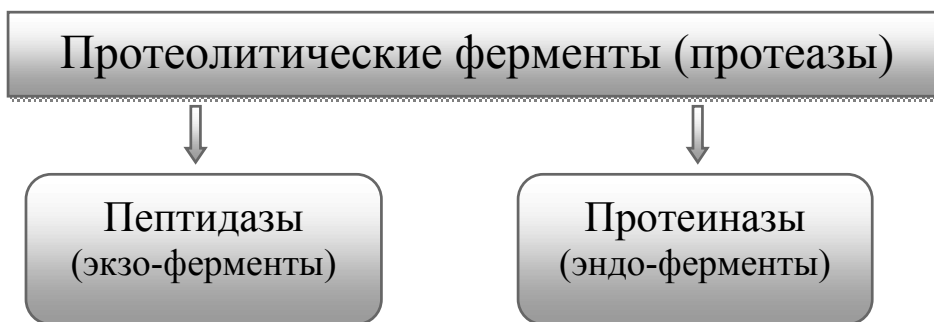 Протеолитические ферменты (протеазы)
Пептидазы
(экзо-ферменты)
Протеиназы
(эндо-ферменты)